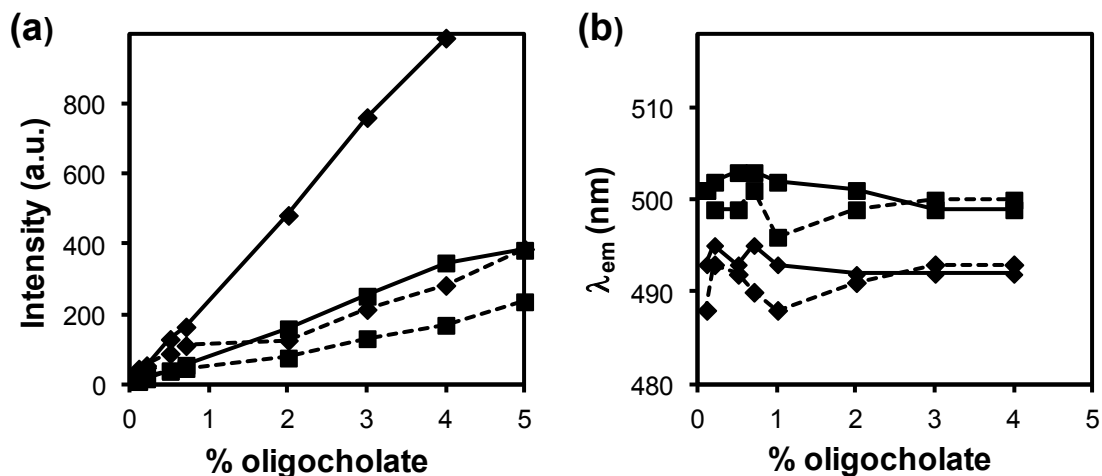 (a)
Intensity (a.u.)
800
600
400
200
0
0 1 2 3 4 5
% oligocholate
(b)
λem (nm)
510
500
490
480
0 1 2 3 4 5
% oligocholate